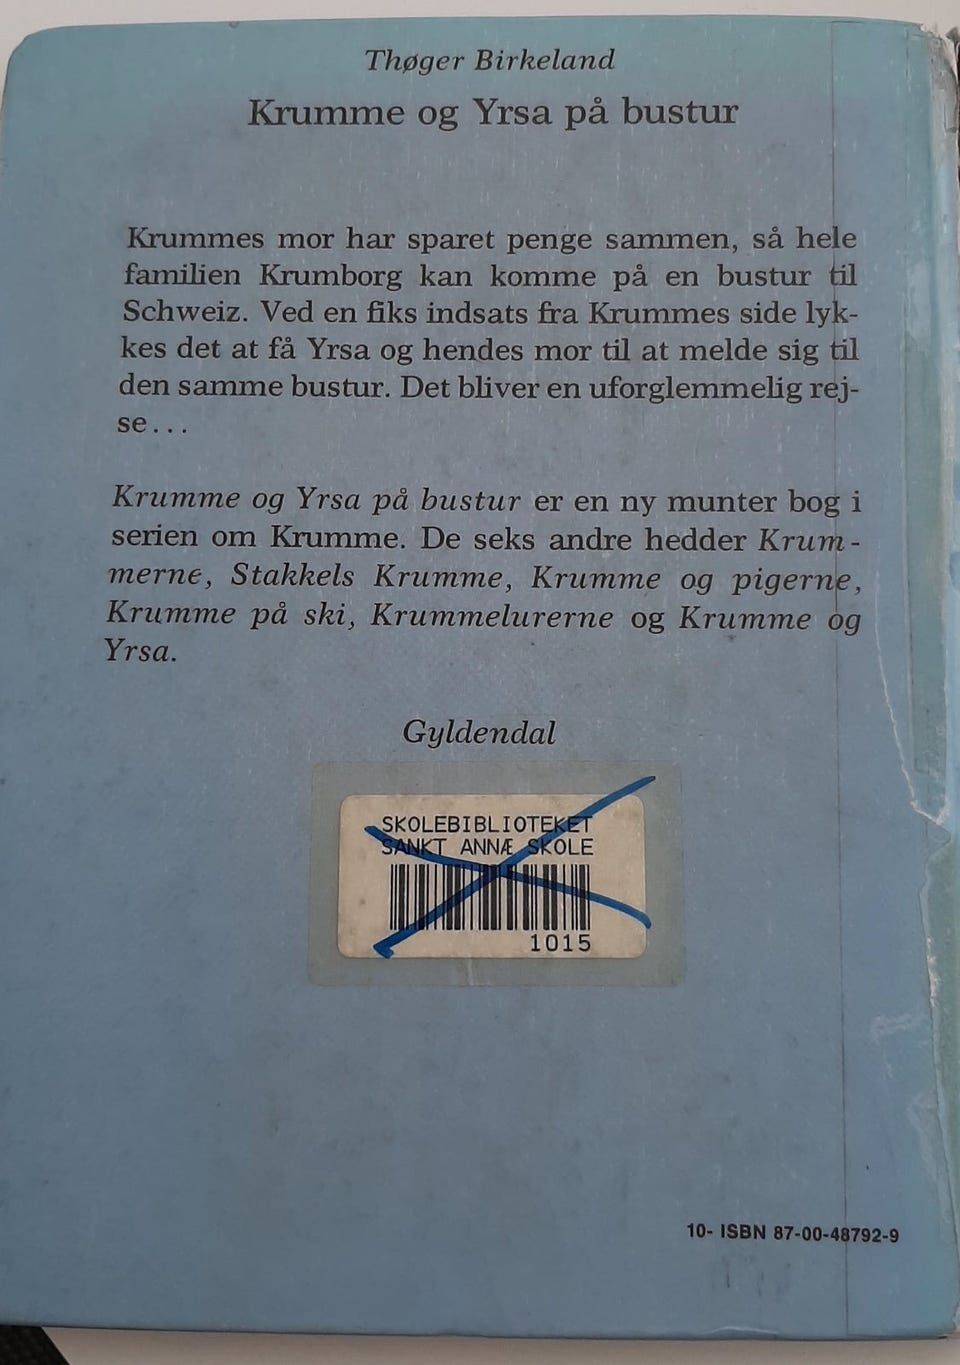 Thøger Birkeland
Krumme og Yrsa på bustur
Krummes mor har sparet penge sammen, så hele
familien Krumborg kan komme på en bustur til
Schweiz. Ved en fiks indsats fra Krummes side lyk-
kes det at få Yrsa og hendes mor til at melde sig til
den samme bustur. Det bliver en uforglemmelig rej-
se...
Krumme og Yrsa på bustur er en ny munter bog i
serien om Krumme. De seks andre hedder Krum-
merne, Stakkels Krumme, Krumme og pigerne,
Krumme på ski, Krummelurerne og Krumme og
Yrsa.
Gyldendal
SKOLEBIBLIOTEKET
SANKT ANNÆ SKOLE
1015
10- ISBN 87-00-48792-9